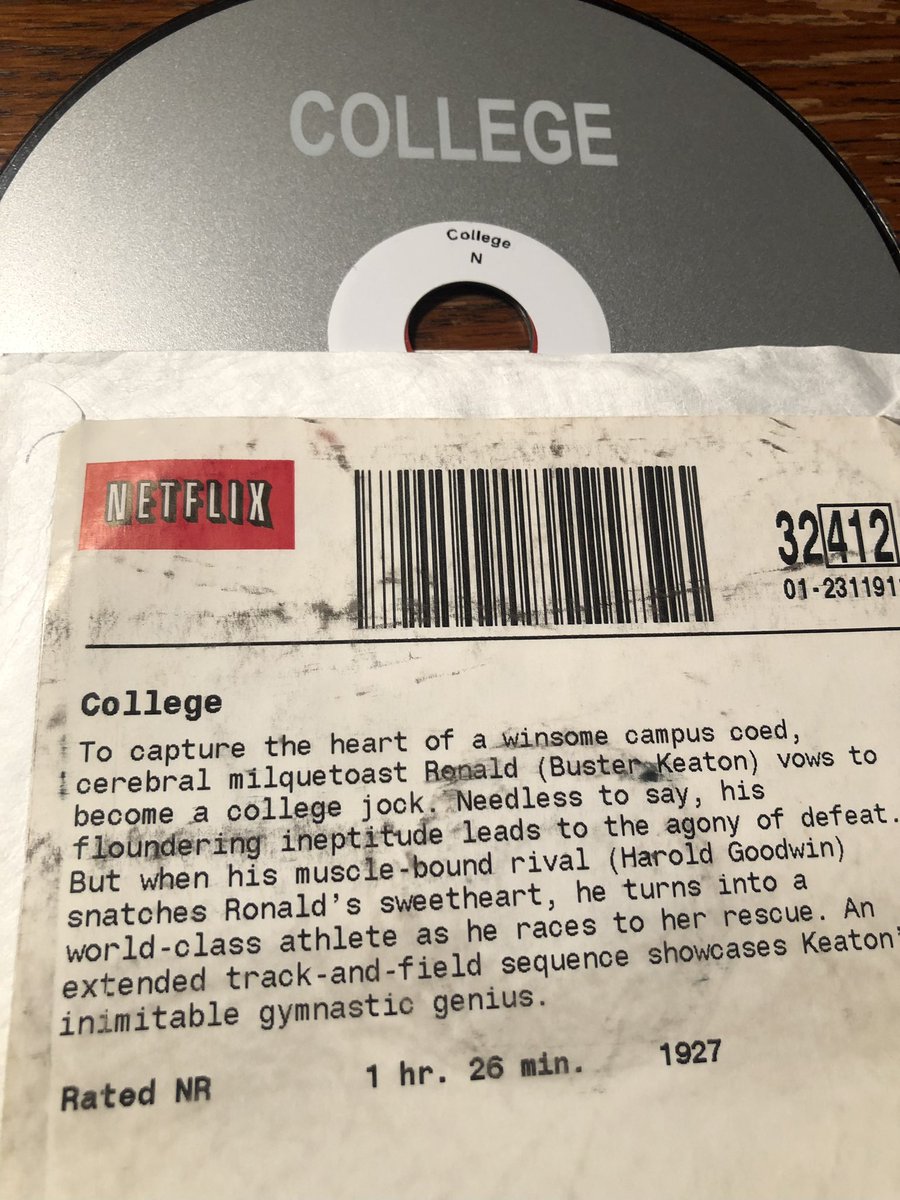 COLLEGE
College
N
NETFLIX
32412
01-231191
College
To capture the heart of a winsome campus coed,
cerebral milquetoast Ronald (Buster Keaton) vows to
become a college jock. Needless to say, his
floundering ineptitude leads to the agony of defeat.
But when his muscle-bound rival (Harold Goodwin)
snatches Ronald's sweetheart, he turns into a
world-class athlete as he races to her rescue. An
extended track-and-field sequence showcases Keaton'
inimitable gymnastic genius.
Rated NR 1 hr. 26 min. 1927